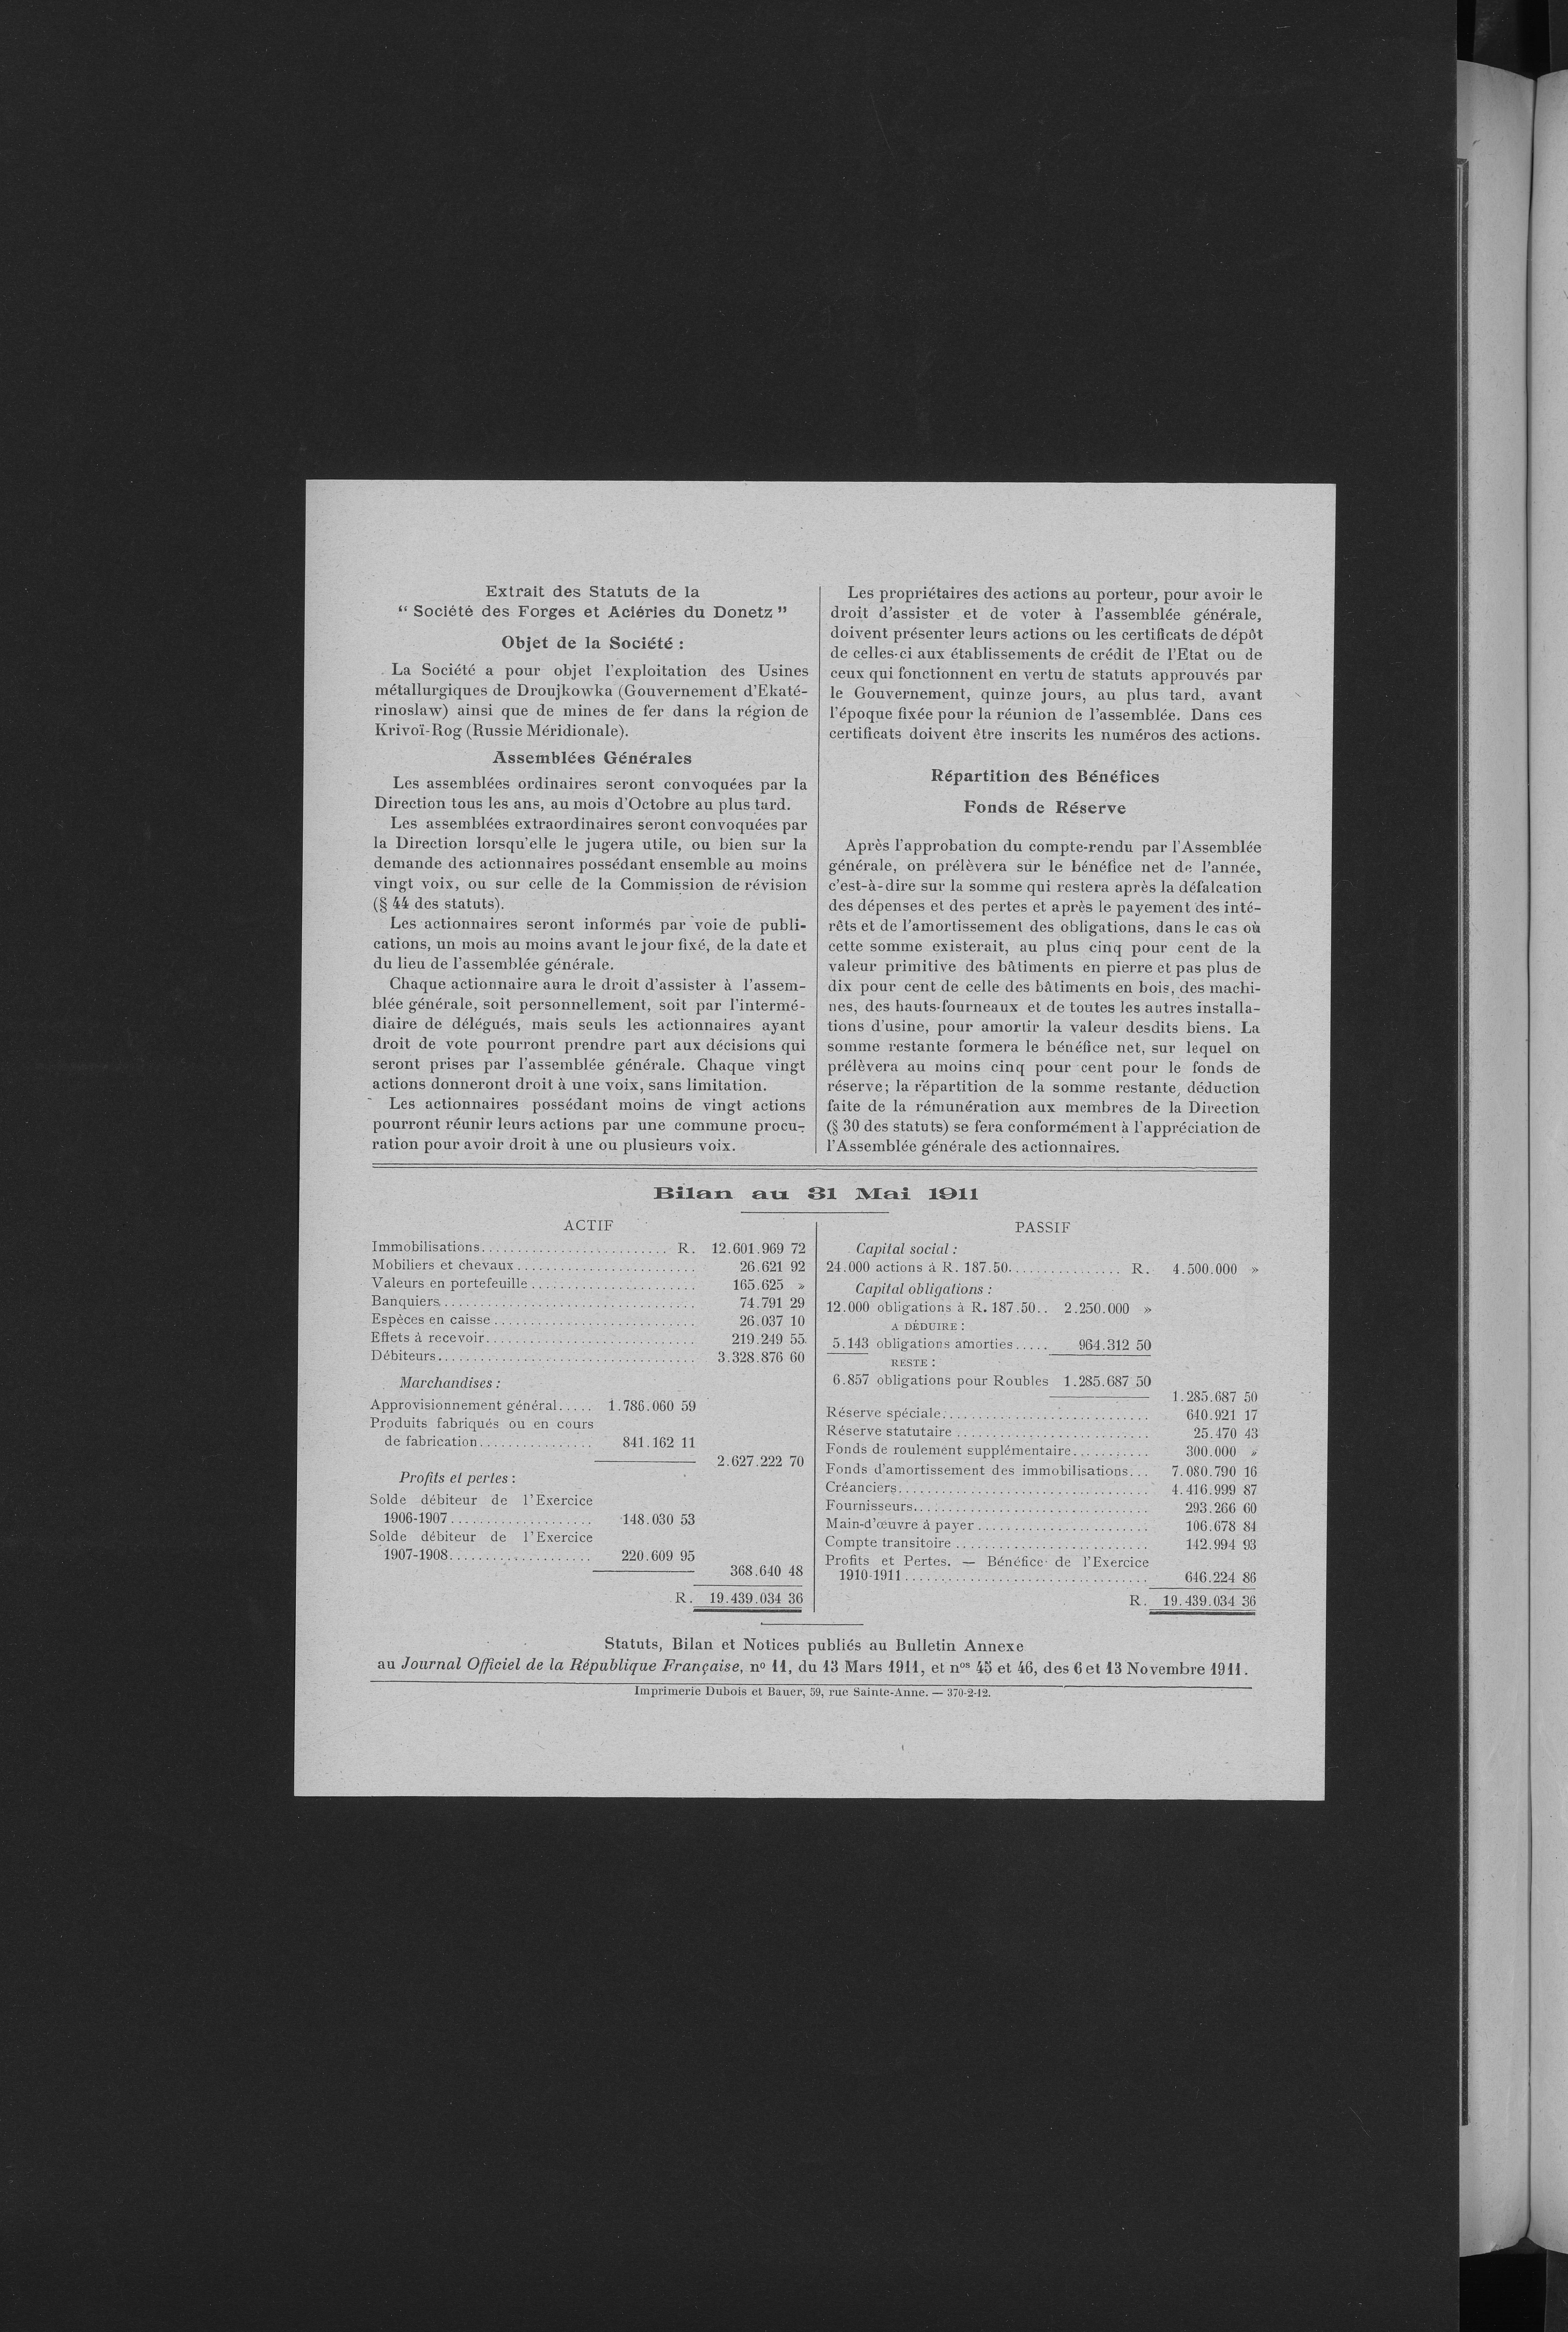 Extrait des Statuts de la
“ Société des Forges et Aciéries du Donetz ”
Objet de la Société :
La Société a pour objet l'exploitation des Usines
métallurgiques de Droujkowka (Gouvernement d'Ekaté-
rinoslaw) ainsi que de mines de fer dans la région de
Krivoï-Rog (Russie Méridionale).
Assemblées Générales
Les assemblées ordinaires seront convoquées par la
Direction tous les ans, au mois d'Octobre au plus tard.
Les assemblées extraordinaires seront convoquées par
la Direction lorsqu'elle le jugera utile, ou bien sur la
demande des actionnaires possédant ensemble au moins
vingt voix, ou sur celle de la Commission de révision
(§ 44 des statuts).
Les actionnaires seront informés par voie de publi-
cations, un mois au moins avant le jour fixé, de la date et
du lieu de l'assemblée générale.
Chaque actionnaire aura le droit d'assister à l'assem-
blée générale, soit personnellement, soit par l'intermé-
diaire de délégués, mais seuls les actionnaires ayant
droit de vote pourront prendre part aux décisions qui
seront prises par l'assemblée générale. Chaque vingt
actions donneront droit à une voix, sans limitation.
Les actionnaires possédant moins de vingt actions
pourront réunir leurs actions par une commune procu-
ration pour avoir droit à une ou plusieurs voix.
Les propriétaires des actions au porteur, pour avoir le
droit d'assister et de voter à l'assemblée générale,
doivent présenter leurs actions ou les certificats de dépôt
de celles-ci aux établissements de crédit de l'Etat ou de
ceux qui fonctionnent en vertu de statuts approuvés par
le Gouvernement, quinze jours, au plus tard, avant
l'époque fixée pour la réunion de l'assemblée. Dans ces
certificats doivent être inscrits les numéros des actions.
Répartition des Bénéfices
Fonds de Réserve
Après l'approbation du compte-rendu par l'Assemblée
générale, on prélèvera sur le bénéfice net de l'année,
c'est-à-dire sur la somme qui restera après la défalcation
des dépenses et des pertes et après le payement des inté-
rêts et de l'amortissement des obligations, dans le cas où
cette somme existerait, au plus cinq pour cent de la
valeur primitive des bâtiments en pierre et pas plus de
dix pour cent de celle des bâtiments en bois, des machi-
nes, des hauts-fourneaux et de toutes les autres installa-
tions d'usine, pour amortir la valeur desdits biens. La
somme restante formera le bénéfice net, sur lequel on
prélèvera au moins cinq pour cent pour le fonds de
réserve; la répartition de la somme restante, déduction
faite de la rémunération aux membres de la Direction
(§ 30 des statuts) se fera conformément à l'appréciation de
l'Assemblée générale des actionnaires.
Bilan au 31 Mai 1911
ACTIF
Immobilisations.......................... R. 12.601.969 72
Mobiliers et chevaux......................... 26.621 92
Valeurs en portefeuille....................... 165.625 »
Banquiers.................................... 74.791 29
Espèces en caisse............................ 26.037 10
Effets à recevoir............................. 219.249 55
Débiteurs.................................... 3.328.876 60
Marchandises :
Approvisionnement général..... 1.786.060 59
Produits fabriqués ou en cours
de fabrication................ 841.162 11
2.627.222 70
Profits et pertes :
Solde débiteur de l'Exercice
1906-1907.................... 148.030 53
Solde débiteur de l'Exercice
1907-1908.................... 220.609 95
368.640 48
R. 19.439.034 36
PASSIF
Capital social :
24.000 actions à R. 187.50................ R. 4.500.000 »
Capital obligations :
12.000 obligations à R. 187.50.. 2.250.000 »
A DÉDUIRE :
5.143 obligations amorties..... 964.312 50
RESTE :
6.857 obligations pour Roubles 1.285.687 50
1.285.687 50
Réserve spéciale............................. 640.921 17
Réserve statutaire........................... 25.470 43
Fonds de roulement supplémentaire........... 300.000 »
Fonds d'amortissement des immobilisations... 7.080.790 16
Créanciers................................... 4.416.999 87
Fournisseurs................................. 293.266 60
Main-d'œuvre à payer........................ 106.678 84
Compte transitoire........................... 142.994 93
Profits et Pertes. — Bénéfice de l'Exercice
1910-1911.................................. 646.224 86
R. 19.439.034 36
Statuts, Bilan et Notices publiés au Bulletin Annexe
au Journal Officiel de la République Française, nº 11, du 13 Mars 1911, et nos 45 et 46, des 6 et 13 Novembre 1911.
Imprimerie Dubois et Bauer, 59, rue Sainte-Anne. — 370-2-12.